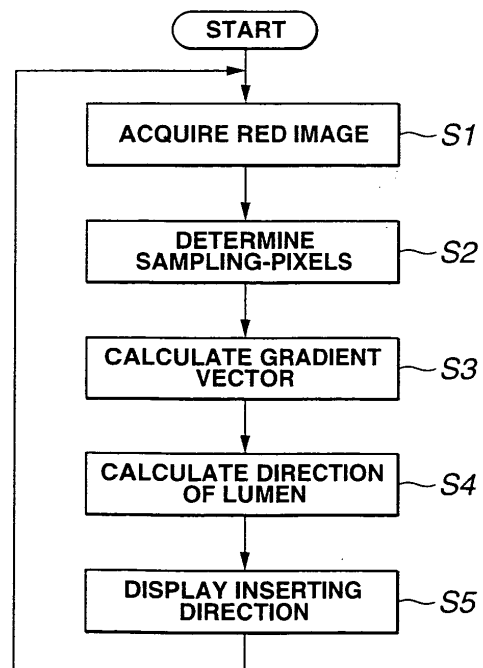 START
ACQUIRE RED IMAGE
S1
DETERMINE
SAMPLING-PIXELS
S2
CALCULATE GRADIENT
VECTOR
S3
CALCULATE DIRECTION
OF LUMEN
S4
DISPLAY INSERTING
DIRECTION
S5